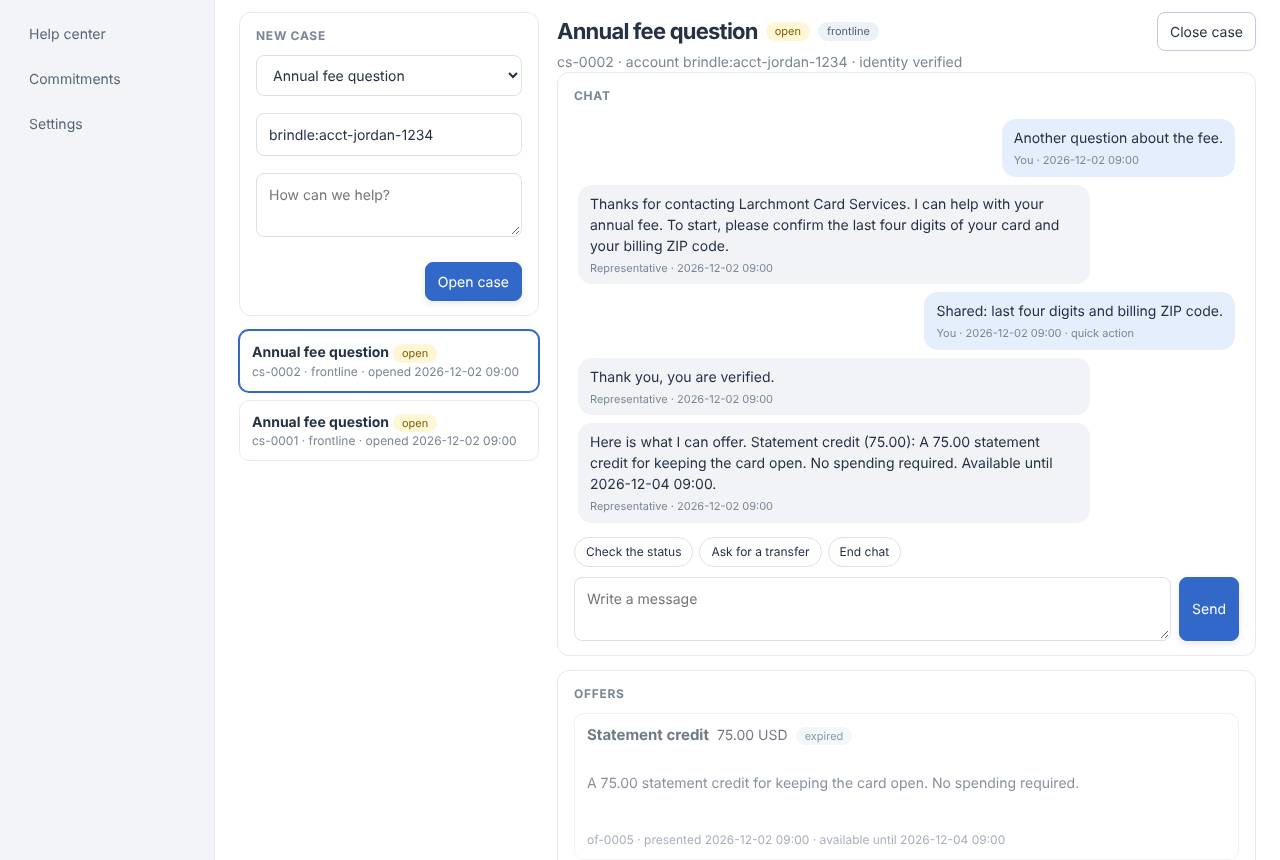 Help center
Commitments
Settings
NEW CASE
Annual fee question
brindle:acct-jordan-1234
How can we help?
Open case
Annual fee question open
cs-0002 · frontline · opened 2026-12-02 09:00
Annual fee question open
cs-0001 · frontline · opened 2026-12-02 09:00
Annual fee question open frontline
Close case
cs-0002 · account brindle:acct-jordan-1234 · identity verified
CHAT
Another question about the fee.
You · 2026-12-02 09:00
Thanks for contacting Larchmont Card Services. I can help with your
annual fee. To start, please confirm the last four digits of your card and
your billing ZIP code.
Representative · 2026-12-02 09:00
Shared: last four digits and billing ZIP code.
You · 2026-12-02 09:00 · quick action
Thank you, you are verified.
Representative · 2026-12-02 09:00
Here is what I can offer. Statement credit (75.00): A 75.00 statement
credit for keeping the card open. No spending required. Available until
2026-12-04 09:00.
Representative · 2026-12-02 09:00
Check the status
Ask for a transfer
End chat
Write a message
Send
OFFERS
Statement credit 75.00 USD expired
A 75.00 statement credit for keeping the card open. No spending required.
of-0005 · presented 2026-12-02 09:00 · available until 2026-12-04 09:00